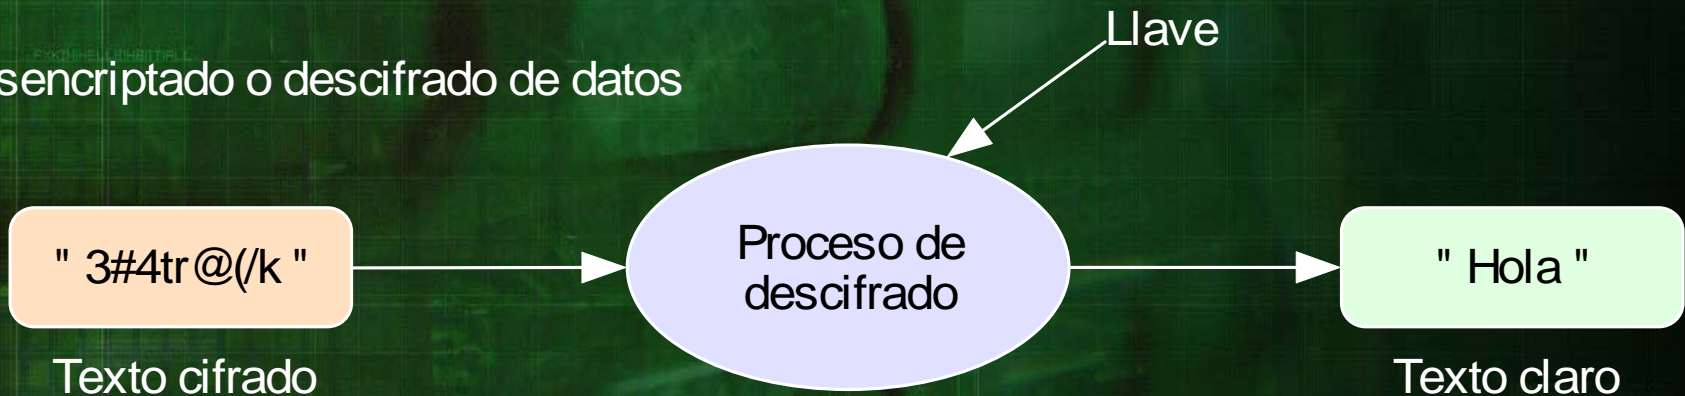 Llave
sencriptado o descifrado de datos
" 3#4tr@(/k "
Proceso de
descifrado
" Hola "
Texto cifrado
Texto claro